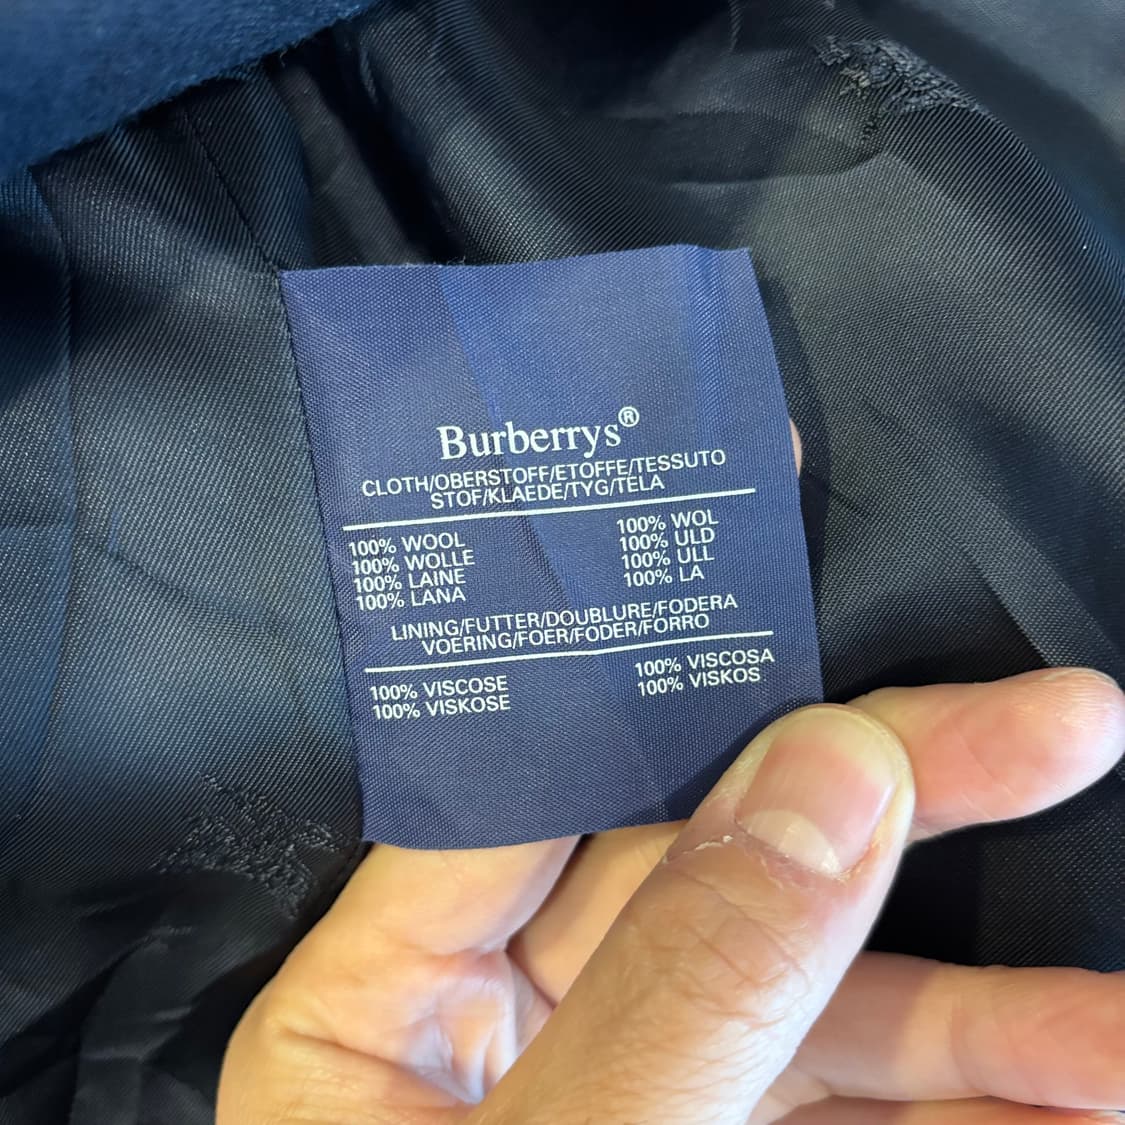 Burberrys®
CLOTH/OBERSTOFF/ETOFFE/TESSUTO
STOF/KLAEDE/TYG/TELA
100% WOOL
100% WOLLE
100% LAINE
100% LANA
100% WOL
100% ULD
100% ULL
100% LA
LINING/FUTTER/DOUBLURE/FODERA
VOERING/FOER/FODER/FORRO
100% VISCOSE
100% VISKOSE
100% VISCOSA
100% VISKOS